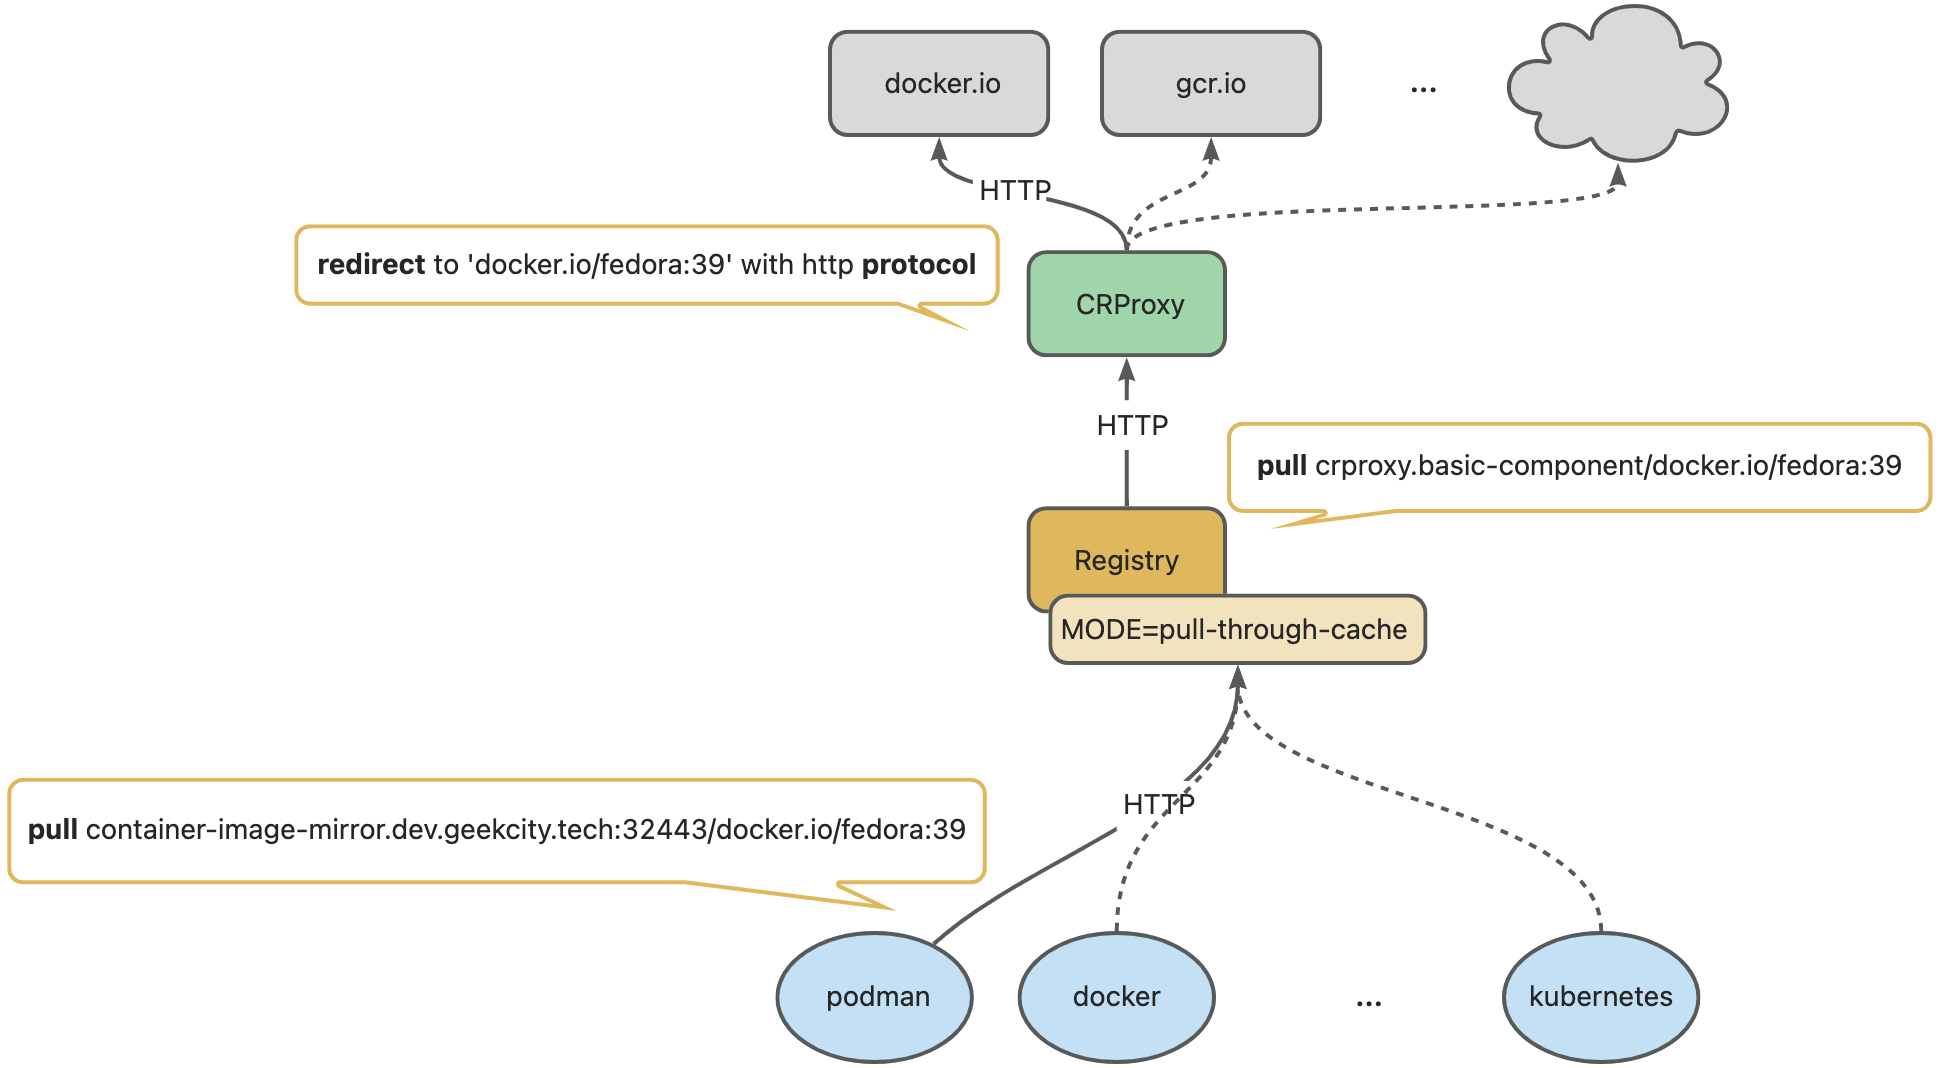 docker.io
gcr.io
...
HTTP
redirect to 'docker.io/fedora:39' with http protocol
CRProxy
HTTP
pull crproxy.basic-component/docker.io/fedora:39
Registry
MODE=pull-through-cache
HTTP
pull container-image-mirror.dev.geekcity.tech:32443/docker.io/fedora:39
podman
docker
...
kubernetes